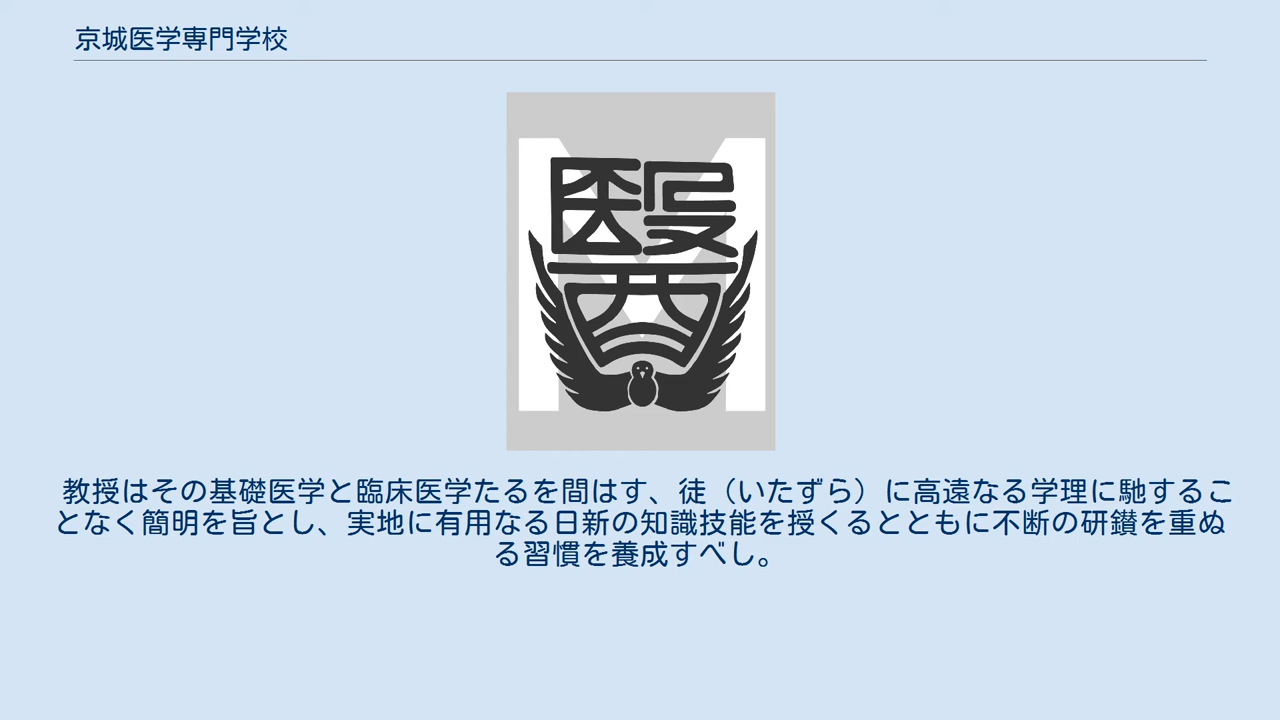 京城医学専門学校
醫
教授はその基礎医学と臨床医学たるを間はす、徒（いたずら）に高遠なる学理に馳するこ
となく簡明を旨とし、実地に有用なる日新の知識技能を授くるとともに不断の研鑚を重ぬ
る習慣を養成すべし。